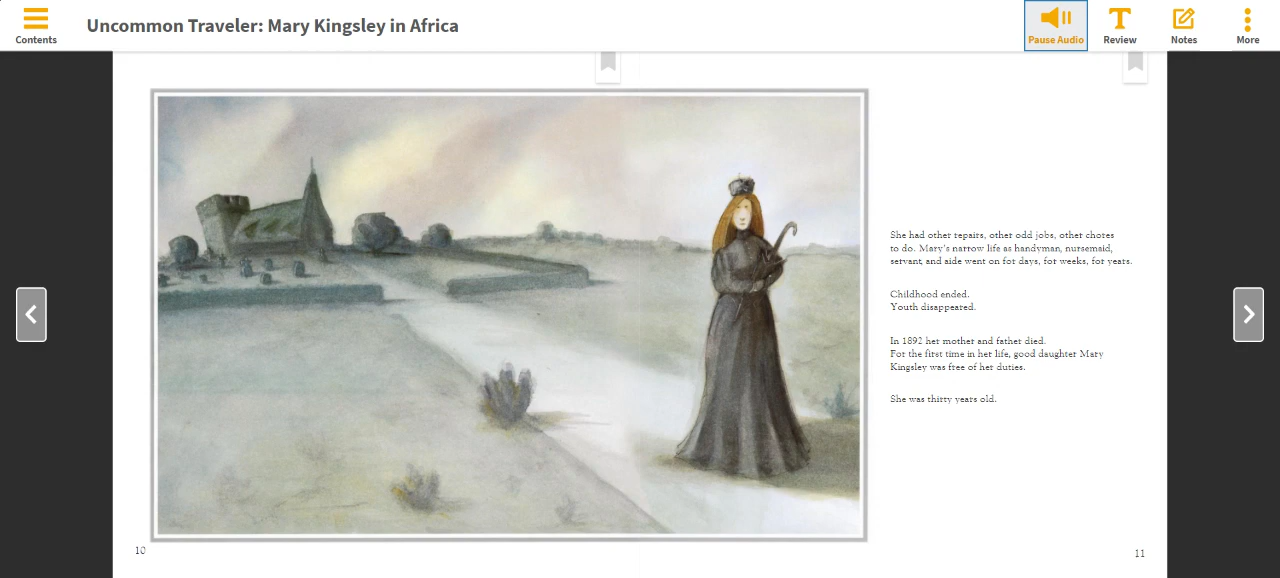 Contents
Uncommon Traveler: Mary Kingsley in Africa
Pause Audio
Review
Notes
More
She had other repairs, other odd jobs, other chores
to do. Mary's narrow life as handyman, nursemaid,
servant, and aide went on for days, for weeks, for years.
Childhood ended.
Youth disappeared.
In 1892 her mother and father died.
For the first time in her life, good daughter Mary
Kingsley was free of her duties.
She was thirty years old.
10
11